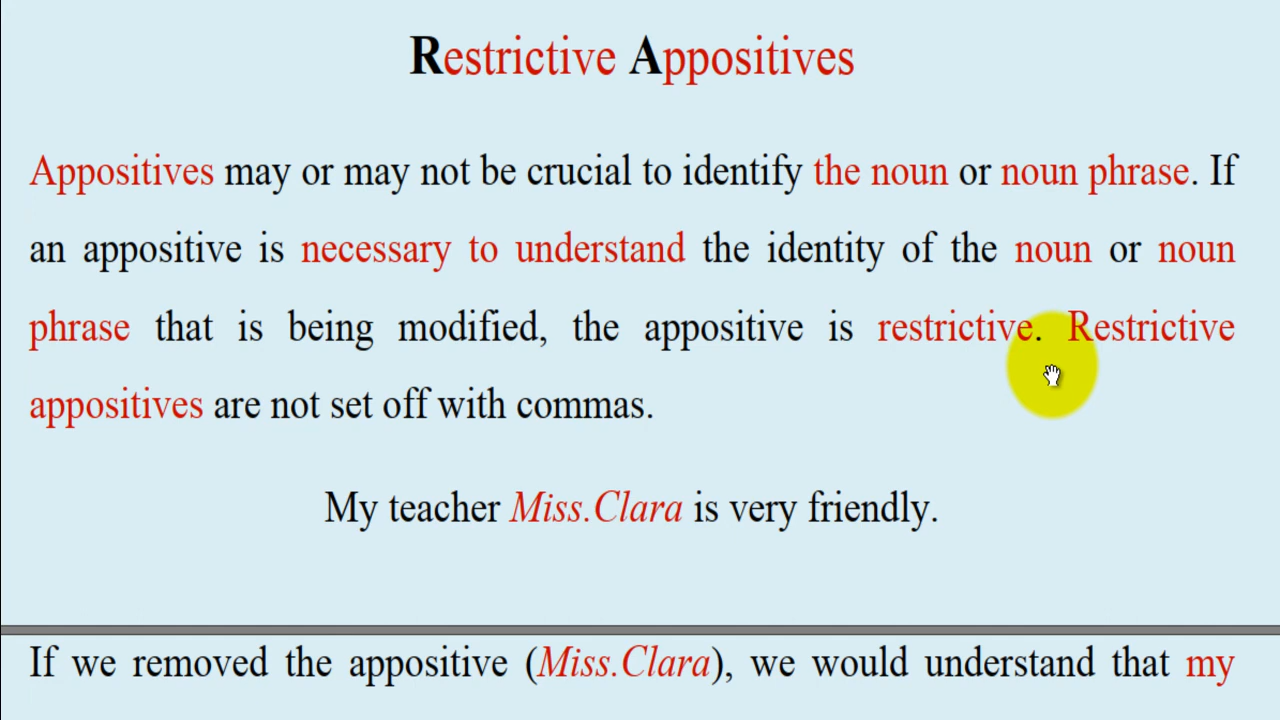 Restrictive Appositives
Appositives may or may not be crucial to identify the noun or noun phrase. If
an appositive is necessary to understand the identity of the noun or noun
phrase that is being modified, the appositive is restrictive. Restrictive
appositives are not set off with commas.
My teacher Miss.Clara is very friendly.
If we removed the appositive (Miss.Clara), we would understand that my